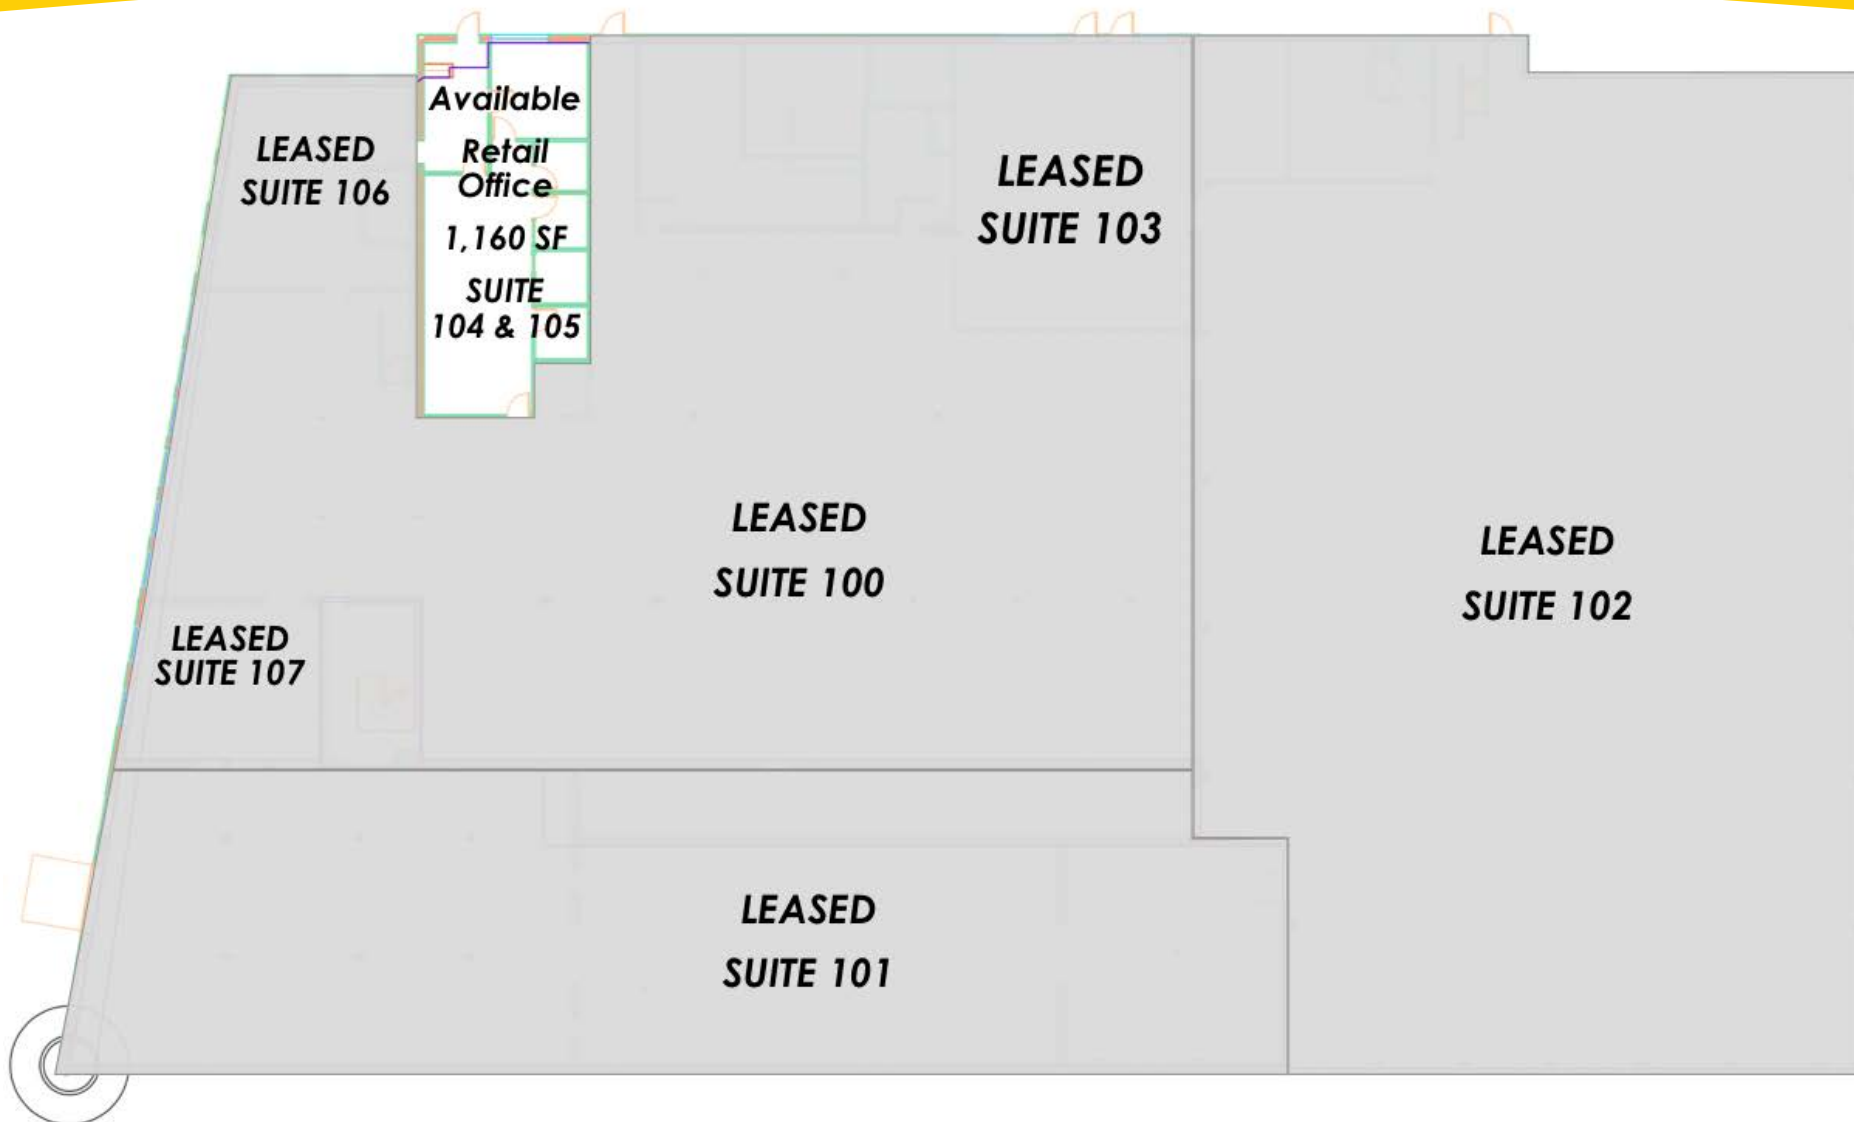 Available
Retail
Office
1,160 SF
SUITE
104 & 105
LEASED
SUITE 106
LEASED
SUITE 103
LEASED
SUITE 100
LEASED
SUITE 102
LEASED
SUITE 107
LEASED
SUITE 101